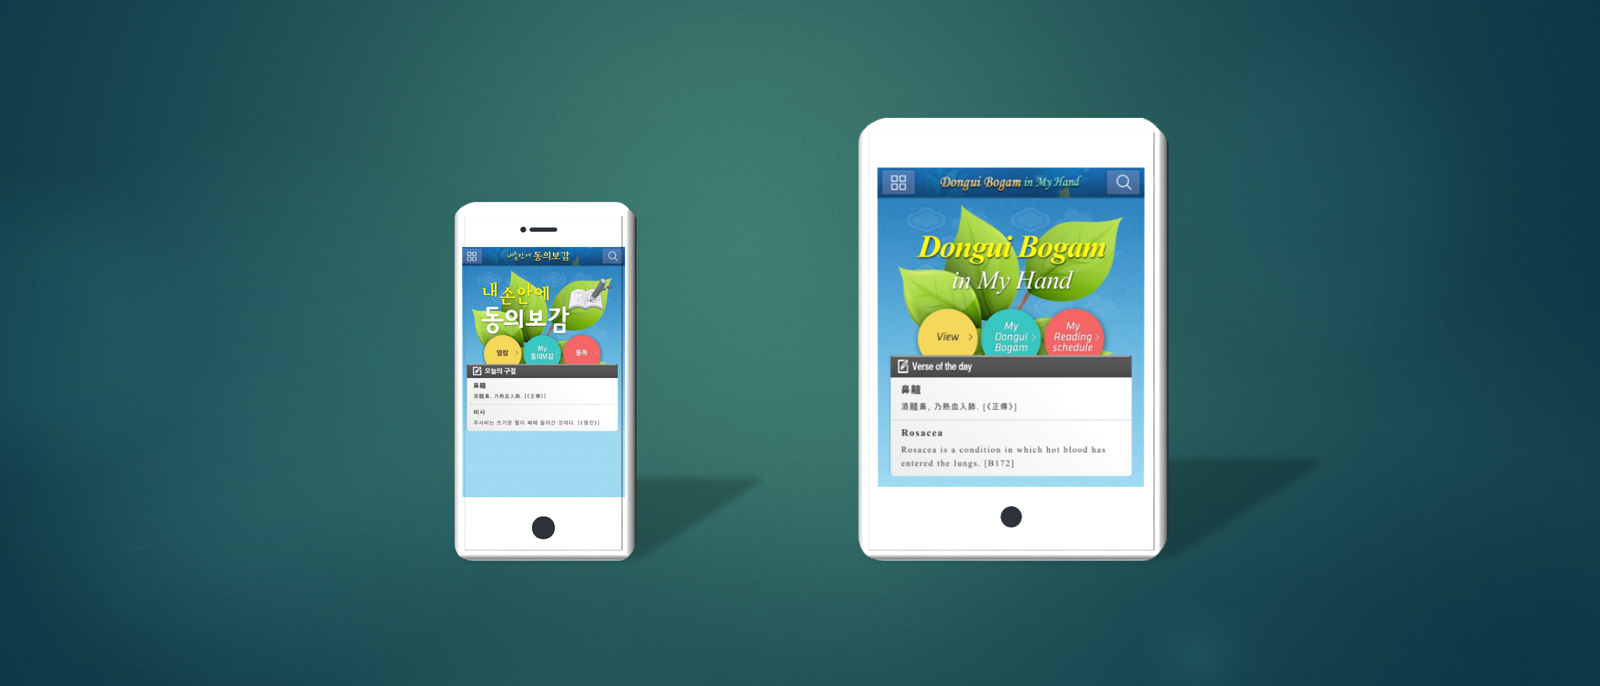 내손안에 동의보감
내손안에
동의보감
열람
My
동의보감
통독
오늘의 구절
鼻齄
酒齄鼻, 乃熱血入肺. [《正傳》]
비사
주사비는 뜨거운 혈이 폐에 들어간 것이다. [《정전》]
Dongui Bogam in My Hand
Dongui Bogam
in My Hand
View
My
Dongui
Bogam
My
Reading
schedule
Verse of the day
鼻齄
酒齄鼻, 乃熱血入肺. [《正傳》]
Rosacea
Rosacea is a condition in which hot blood has
entered the lungs. [B172]